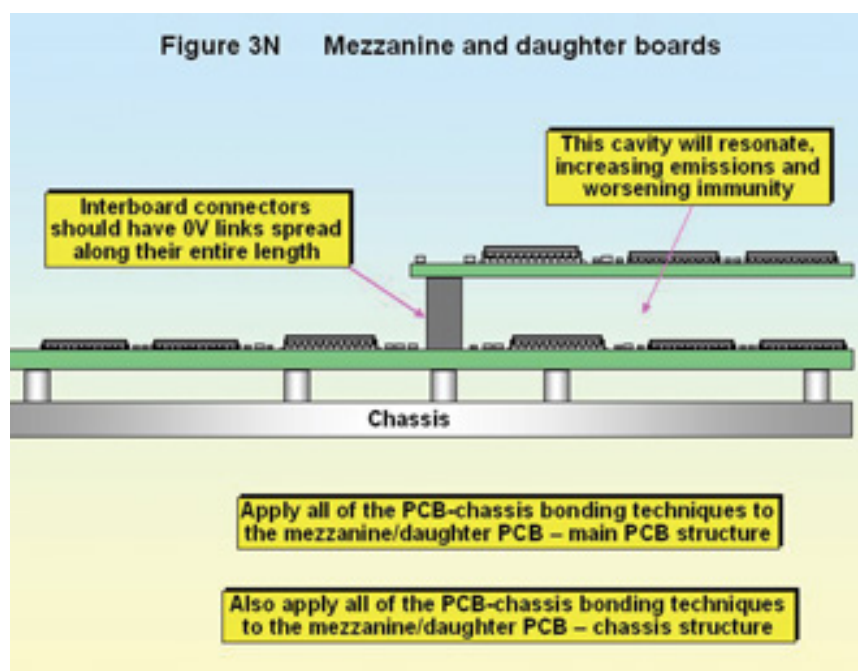 Figure 3N Mezzanine and daughter boards
This cavity will resonate,
increasing emissions and
worsening immunity
Interboard connectors
should have 0V links spread
along their entire length
Chassis
Apply all of the PCB-chassis bonding techniques to
the mezzanine/daughter PCB – main PCB structure
Also apply all of the PCB-chassis bonding techniques
to the mezzanine/daughter PCB – chassis structure